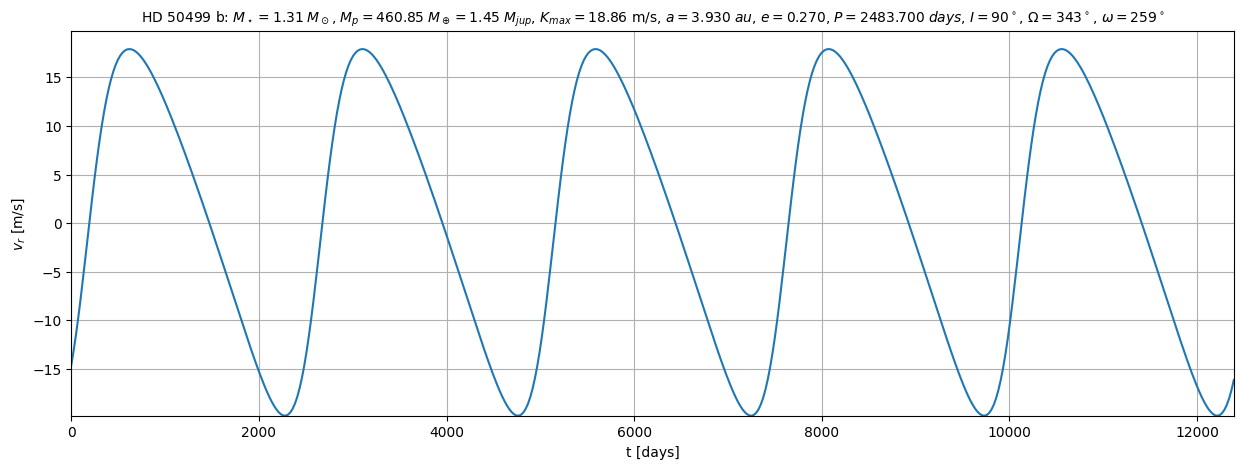 HD 50499 b: M⋆ = 1.31 M⊙, Mp = 460.85 M⊕ = 1.45 Mjup, Kmax = 18.86 m/s, a = 3.930 au, e = 0.270, P = 2483.700 days, I = 90°, Ω = 343°, ω = 259°
15
10
5
0
−5
−10
−15
vr [m/s]
0 2000 4000 6000 8000 10000 12000
t [days]